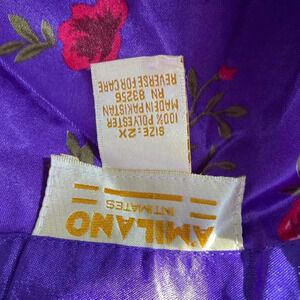 AMILANO
INTIMATES
SIZE: 2X
100% POLYESTER
MADE IN PAKISTAN
RN 83256
REVERSE FOR CARE